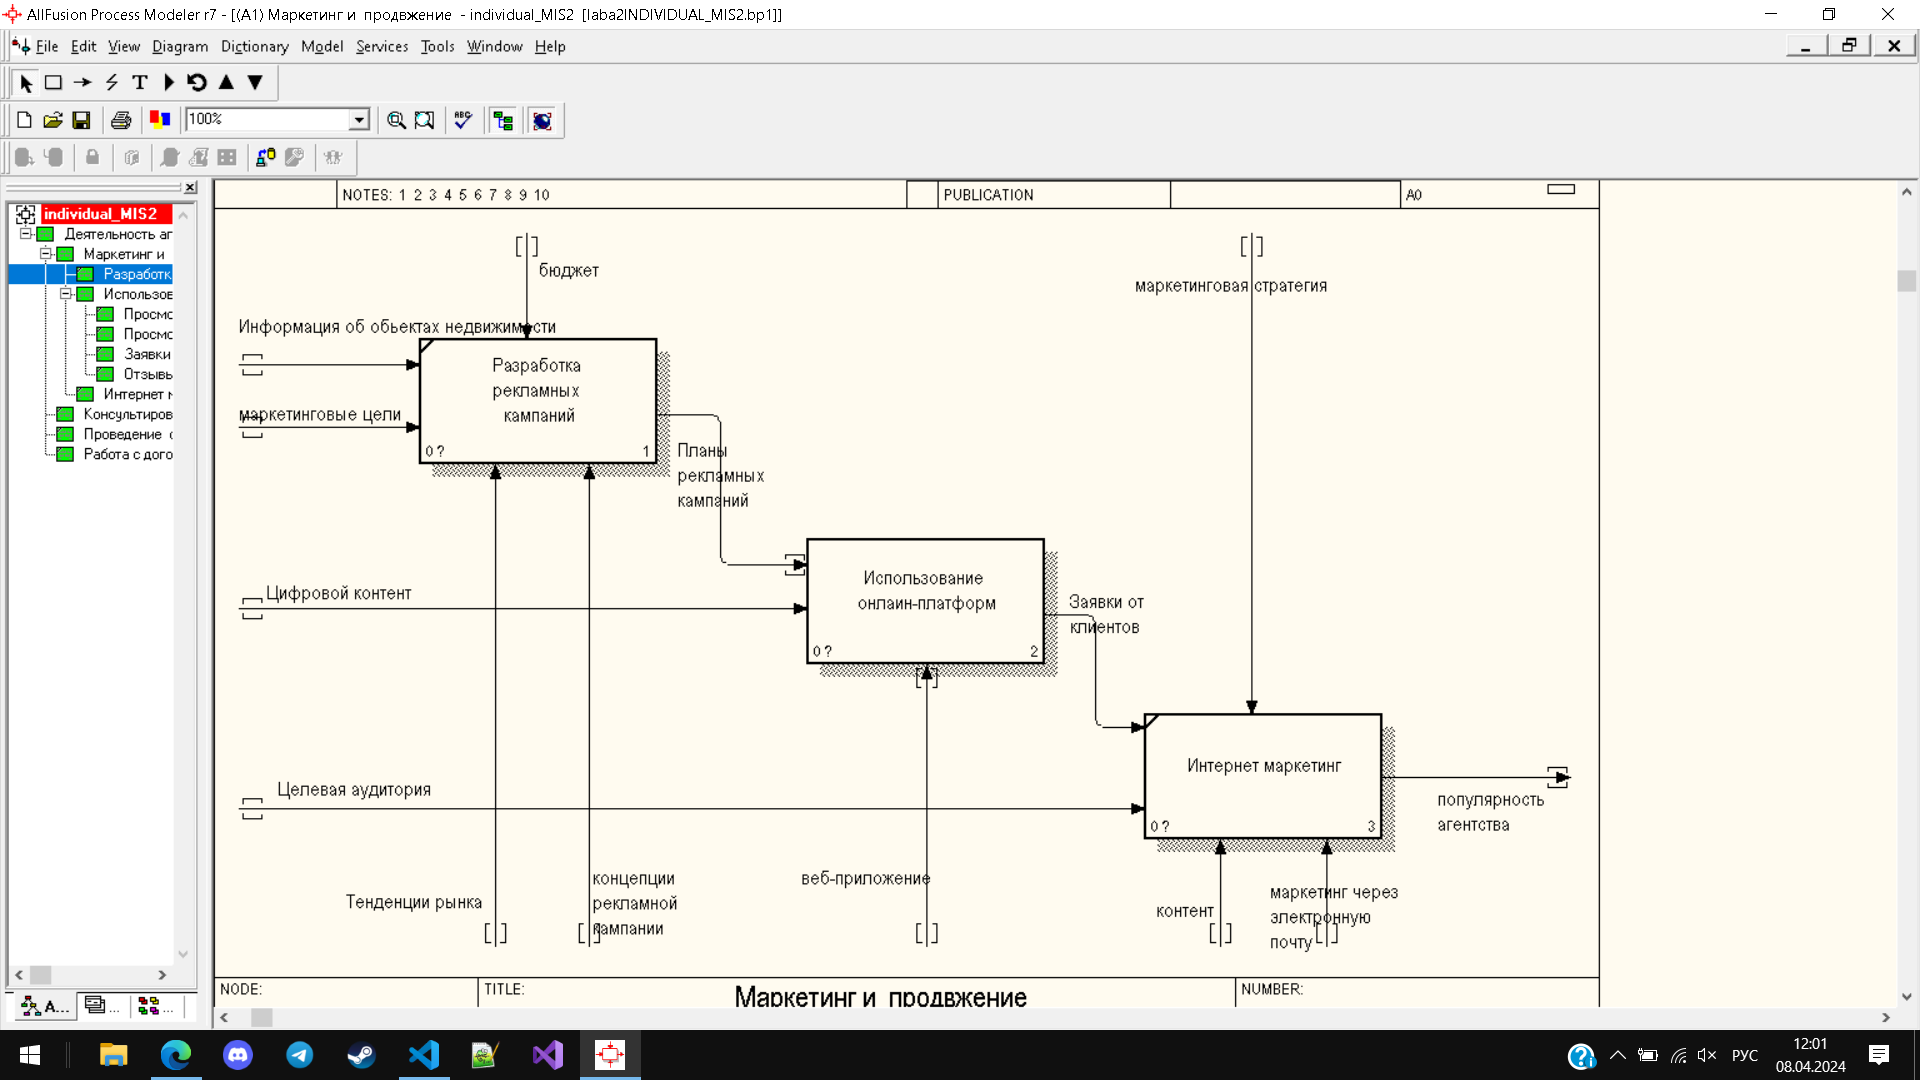 AllFusion Process Modeler r7 - [(A1) Маркетинг и  продвжение  - individual_MIS2  [laba2INDIVIDUAL_MIS2.bp1]]
File Edit View Diagram Dictionary Model Services Tools Window Help
100%
NOTES: 1 2 3 4 5 6 7 8 9 10
PUBLICATION
A0
individual_MIS2
Деятельность аг
Маркетинг и
Разработк
Использов
Просмо
Просмо
Заявки
Отзывы
Интернет м
Консультиров
Проведение с
Работа с дого
A...
...
...
бюджет
маркетинговая стратегия
Информация об обьектах недвижимости
маркетинговые цели
Разработка
рекламных
кампаний
0 ?
1
Планы
рекламных
кампаний
Цифровой контент
Использование
онлаин-платформ
0 ?
2
Заявки от
клиентов
Целевая аудитория
Интернет маркетинг
0 ?
3
популярность
агентства
Тенденции рынка
концепции
рекламной
кампании
веб-приложение
контент
маркетинг через
электронную
почту
NODE:
TITLE:
Маркетинг и  продвжение
NUMBER:
РУС
12:01
08.04.2024